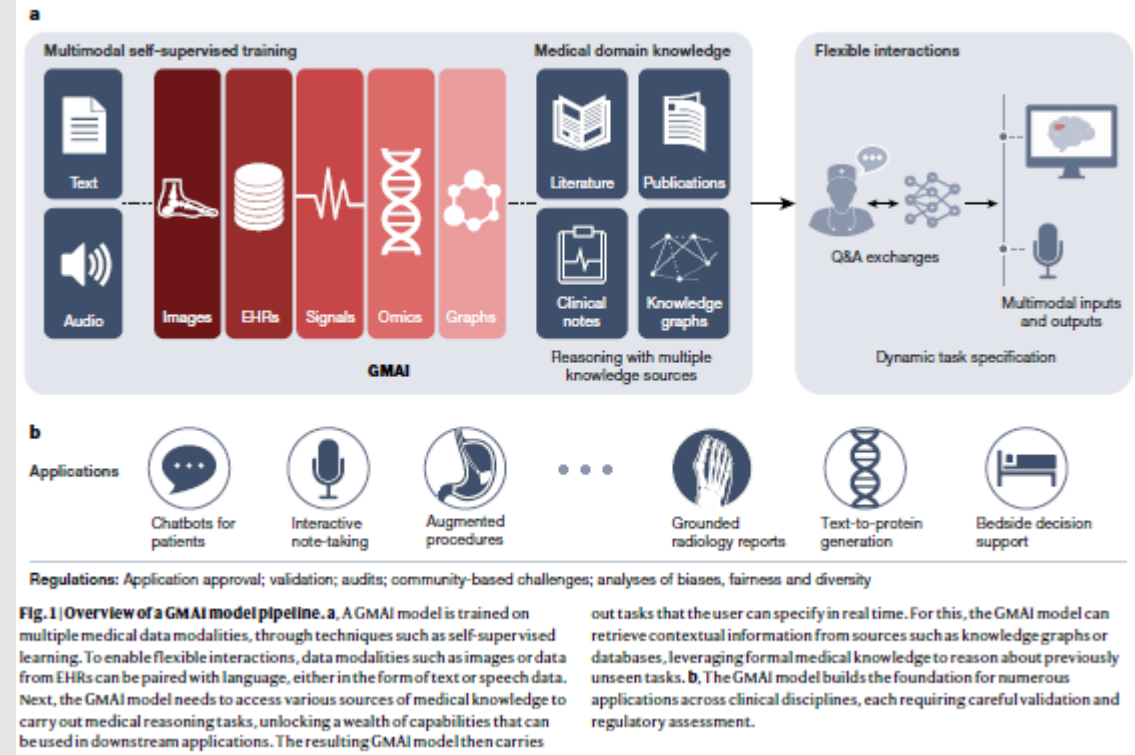 a
Multimodal self-supervised training
Medical domain knowledge
Flexible interactions
Text
Audio
Images
EHRs
Signals
Omics
Graphs
GMAI
Literature
Publications
Clinical
notes
Knowledge
graphs
Reasoning with multiple
knowledge sources
Q&A exchanges
Multimodal inputs
and outputs
Dynamic task specification
b
Applications
Chatbots for
patients
Interactive
note-taking
Augmented
procedures
Grounded
radiology reports
Text-to-protein
generation
Bedside decision
support
Regulations: Application approval; validation; audits; community-based challenges; analyses of biases, fairness and diversity
Fig. 1 | Overview of a GMAI model pipeline. a, A GMAI model is trained on
multiple medical data modalities, through techniques such as self-supervised
learning. To enable flexible interactions, data modalities such as images or data
from EHRs can be paired with language, either in the form of text or speech data.
Next, the GMAI model needs to access various sources of medical knowledge to
carry out medical reasoning tasks, unlocking a wealth of capabilities that can
be used in downstream applications. The resulting GMAI model then carries
out tasks that the user can specify in real time. For this, the GMAI model can
retrieve contextual information from sources such as knowledge graphs or
databases, leveraging formal medical knowledge to reason about previously
unseen tasks. b, The GMAI model builds the foundation for numerous
applications across clinical disciplines, each requiring careful validation and
regulatory assessment.